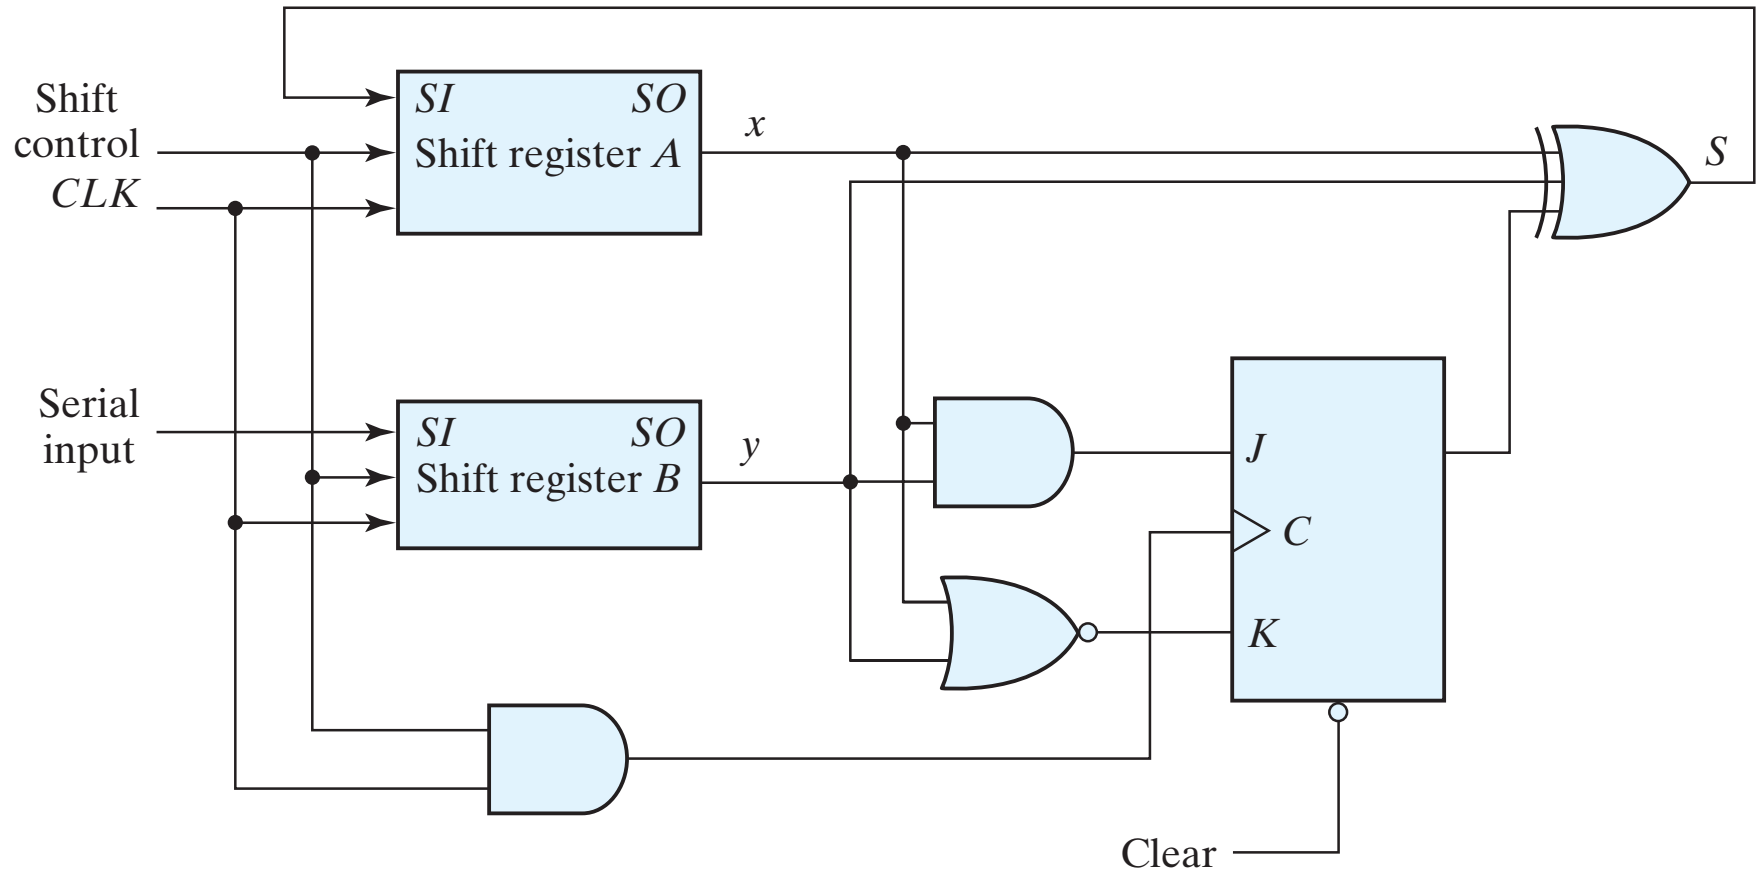 Shift
control
CLK
SI SO
Shift register A
x
S
Serial
input
SI SO
Shift register B
y
J
C
K
Clear